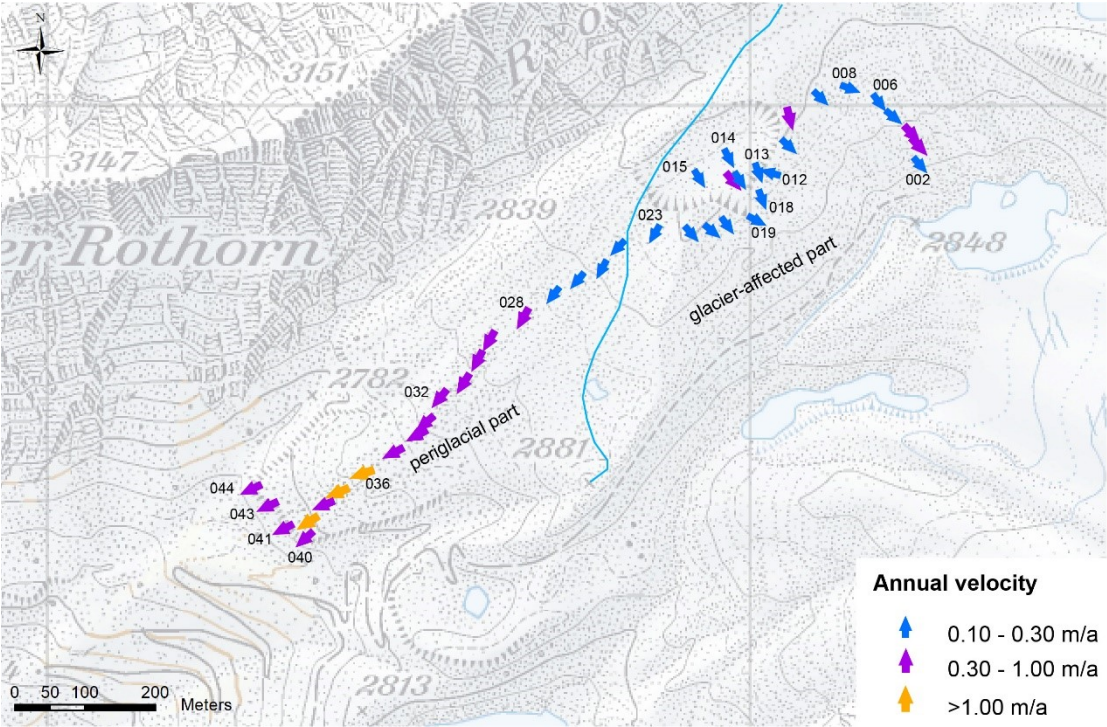 N
3151
R
3147
008
006
014
013
015
012
002
2839
018
023
019
er Rothorn
2848
glacier-affected part
028
2782
032
periglacial part
2881
036
044
043
041
040
Annual velocity
0.10 - 0.30 m/a
0.30 - 1.00 m/a
>1.00 m/a
2813
0 50 100 200 Meters